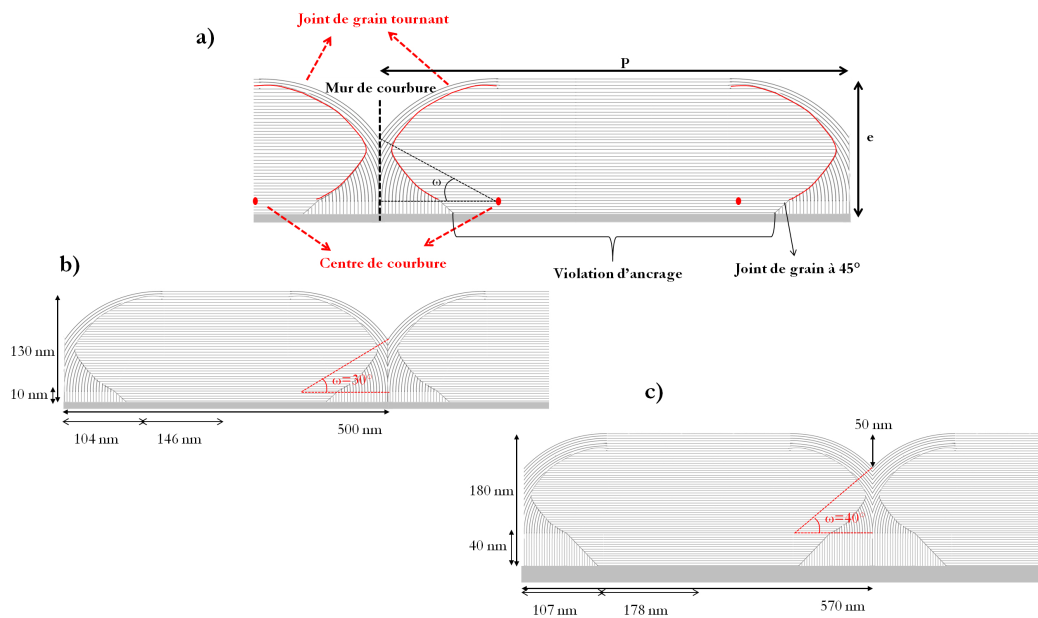 Joint de grain tournant
a)
P
Mur de courbure
e
ω
Centre de courbure
Violation d'ancrage
Joint de grain à 45°
b)
130 nm
ω=30°
10 nm
104 nm
146 nm
500 nm
c)
50 nm
180 nm
ω=40°
40 nm
107 nm
178 nm
570 nm